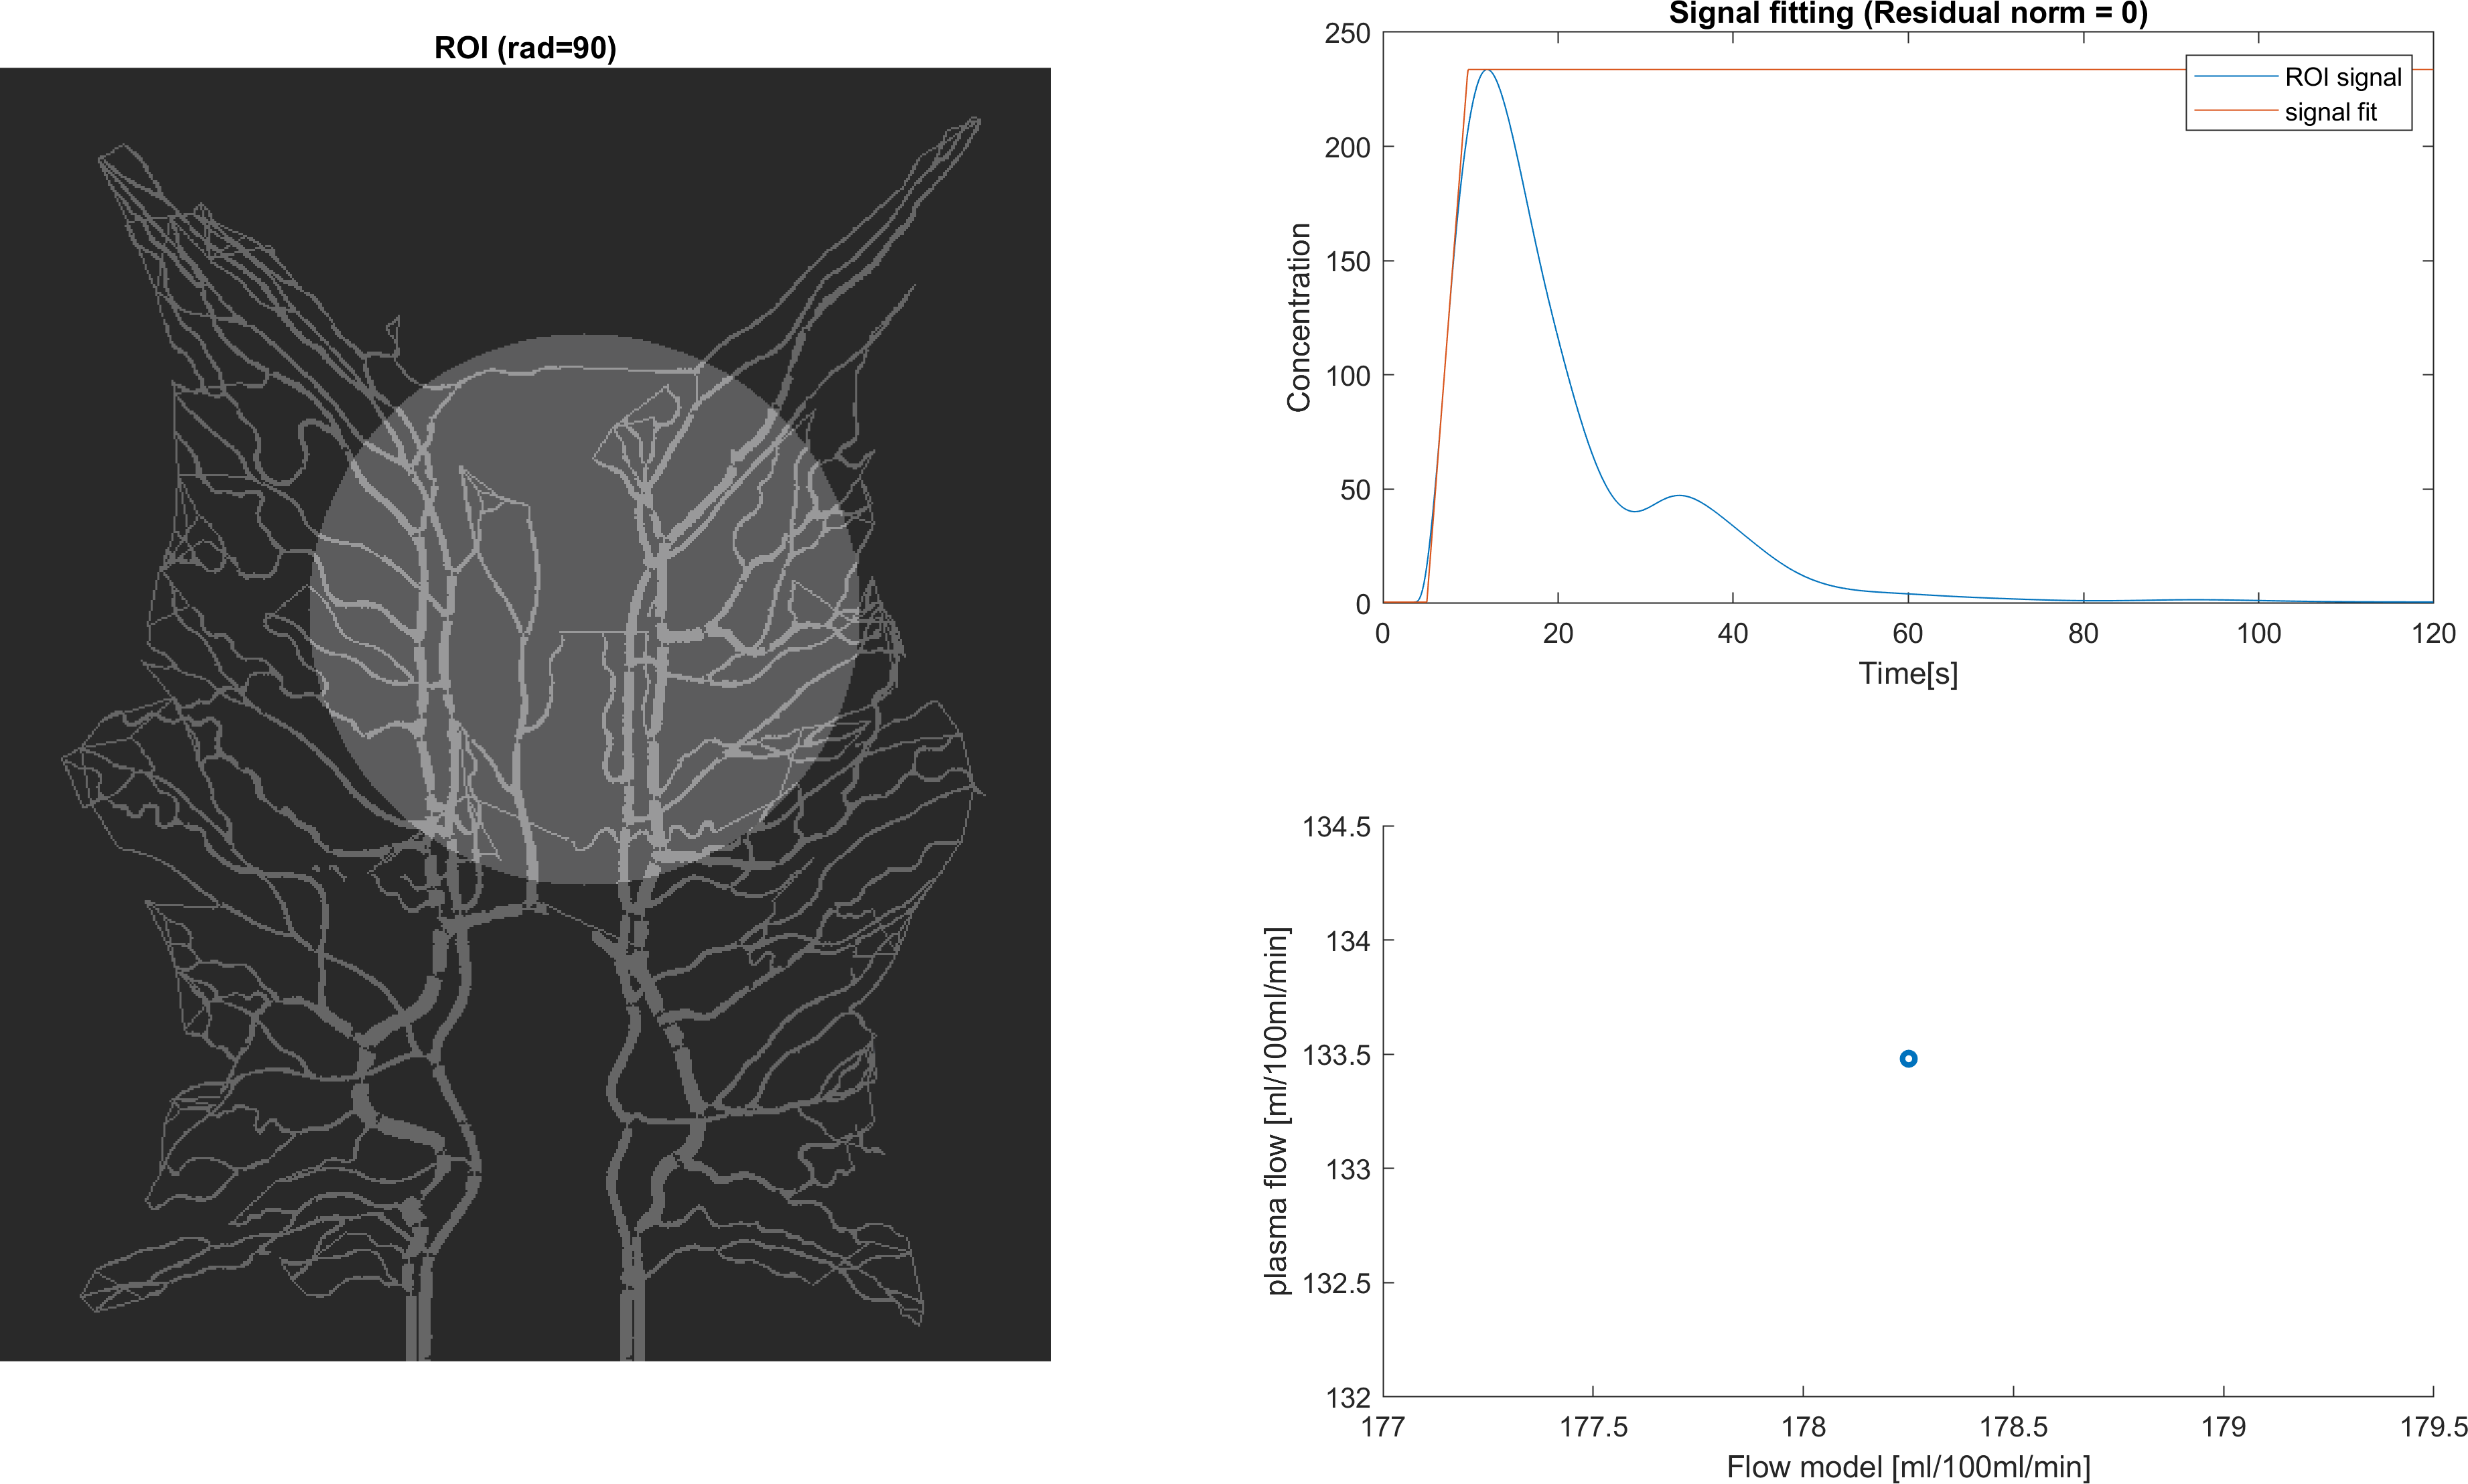 ROI (rad=90)
Signal fitting (Residual norm = 0)
250
200
150
100
50
0
Concentration
ROI signal
signal fit
0 20 40 60 80 100 120
Time[s]
134.5
134
133.5
133
132.5
132
plasma flow [ml/100ml/min]
177 177.5 178 178.5 179 179.5
Flow model [ml/100ml/min]